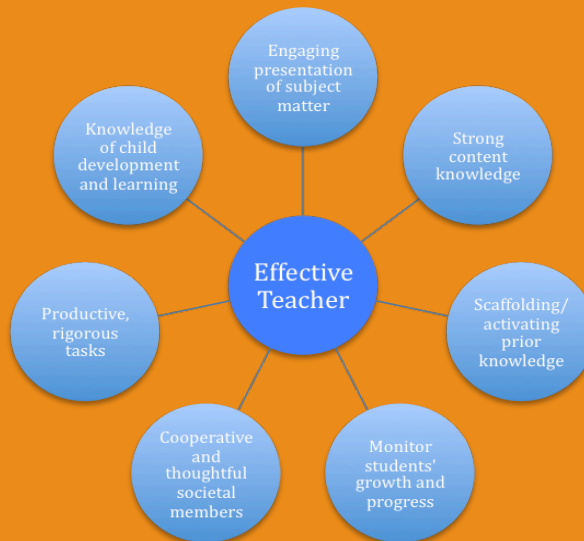 Engaging
presentation
of subject
matter
Knowledge
of child
development
and learning
Strong
content
knowledge
Effective
Teacher
Productive,
rigorous
tasks
Scaffolding/
activating
prior
knowledge
Cooperative
and
thoughtful
societal
members
Monitor
students'
growth and
progress